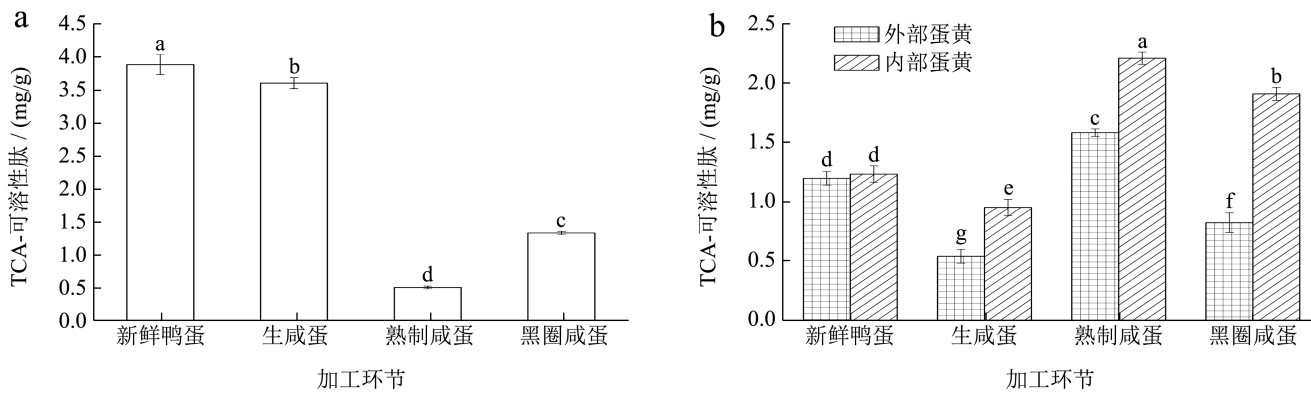 a
TCA-可溶性肽 / (mg/g)
4.5
4.0
3.5
3.0
2.5
2.0
1.5
1.0
0.5
0.0
a
b
d
c
新鲜鸭蛋 生咸蛋 熟制咸蛋 黑圈咸蛋
加工环节
b
TCA-可溶性肽 / (mg/g)
2.5
2.0
1.5
1.0
0.5
0.0
外部蛋黄
内部蛋黄
d d
g e
c a
f b
新鲜鸭蛋 生咸蛋 熟制咸蛋 黑圈咸蛋
加工环节